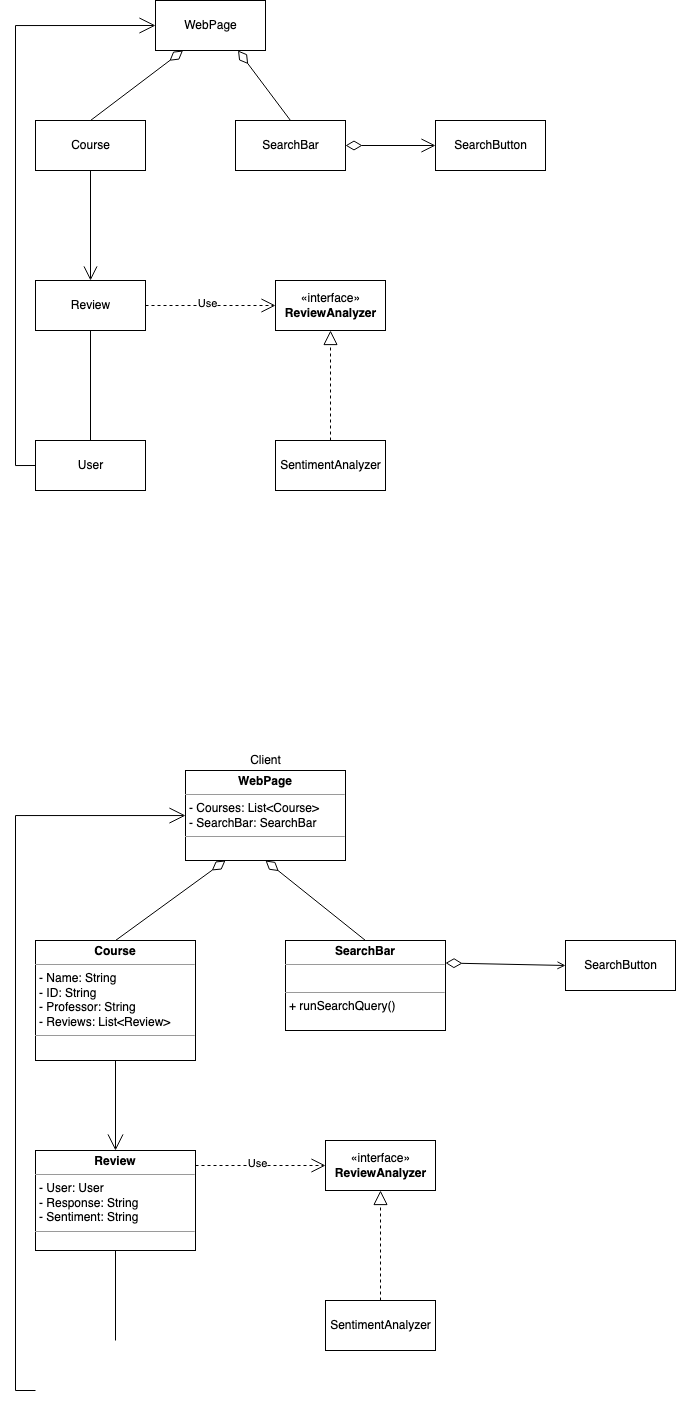 WebPage
Course
SearchBar
SearchButton
Review
Use
«interface»
ReviewAnalyzer
User
SentimentAnalyzer
Client
WebPage
- Courses: List<Course>
- SearchBar: SearchBar
Course
- Name: String
- ID: String
- Professor: String
- Reviews: List<Review>
SearchBar
+ runSearchQuery()
SearchButton
Review
- User: User
- Response: String
- Sentiment: String
Use
«interface»
ReviewAnalyzer
SentimentAnalyzer